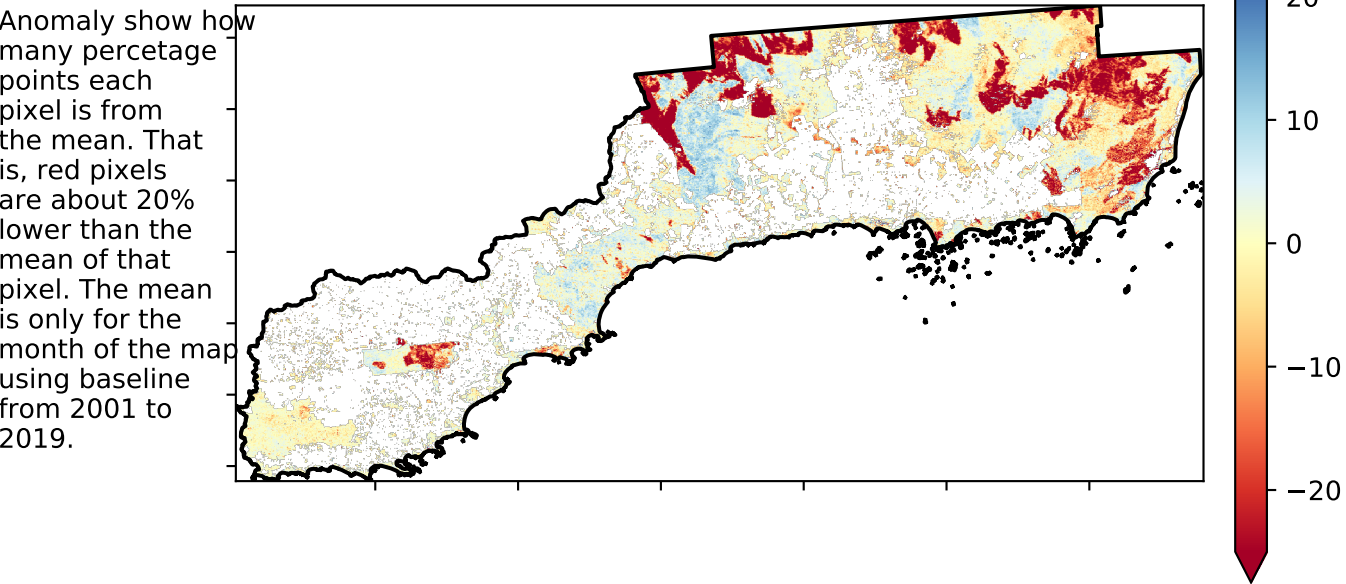 Anomaly show how
many percetage
points each
pixel is from
the mean. That
is, red pixels
are about 20%
lower than the
mean of that
pixel. The mean
is only for the
month of the map
using baseline
from 2001 to
2019.
20
10
0
−10
−20